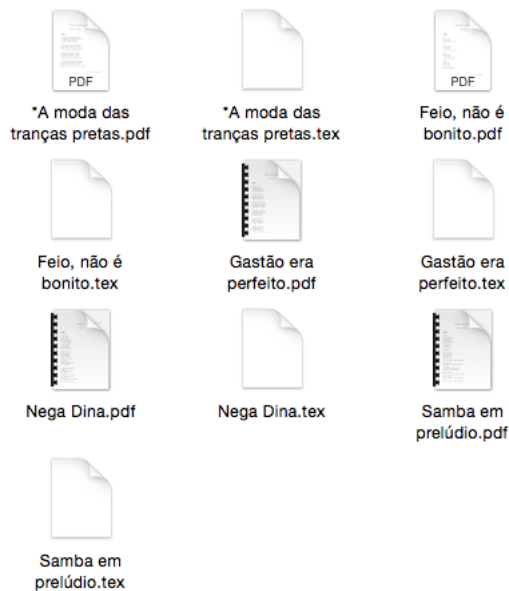 PDF
PDF
*A moda das
tranças pretas.pdf
*A moda das
tranças pretas.tex
Feio, não é
bonito.pdf
Feio, não é
bonito.tex
Gastão era
perfeito.pdf
Gastão era
perfeito.tex
Nega Dina.pdf
Nega Dina.tex
Samba em
prelúdio.pdf
Samba em
prelúdio.tex